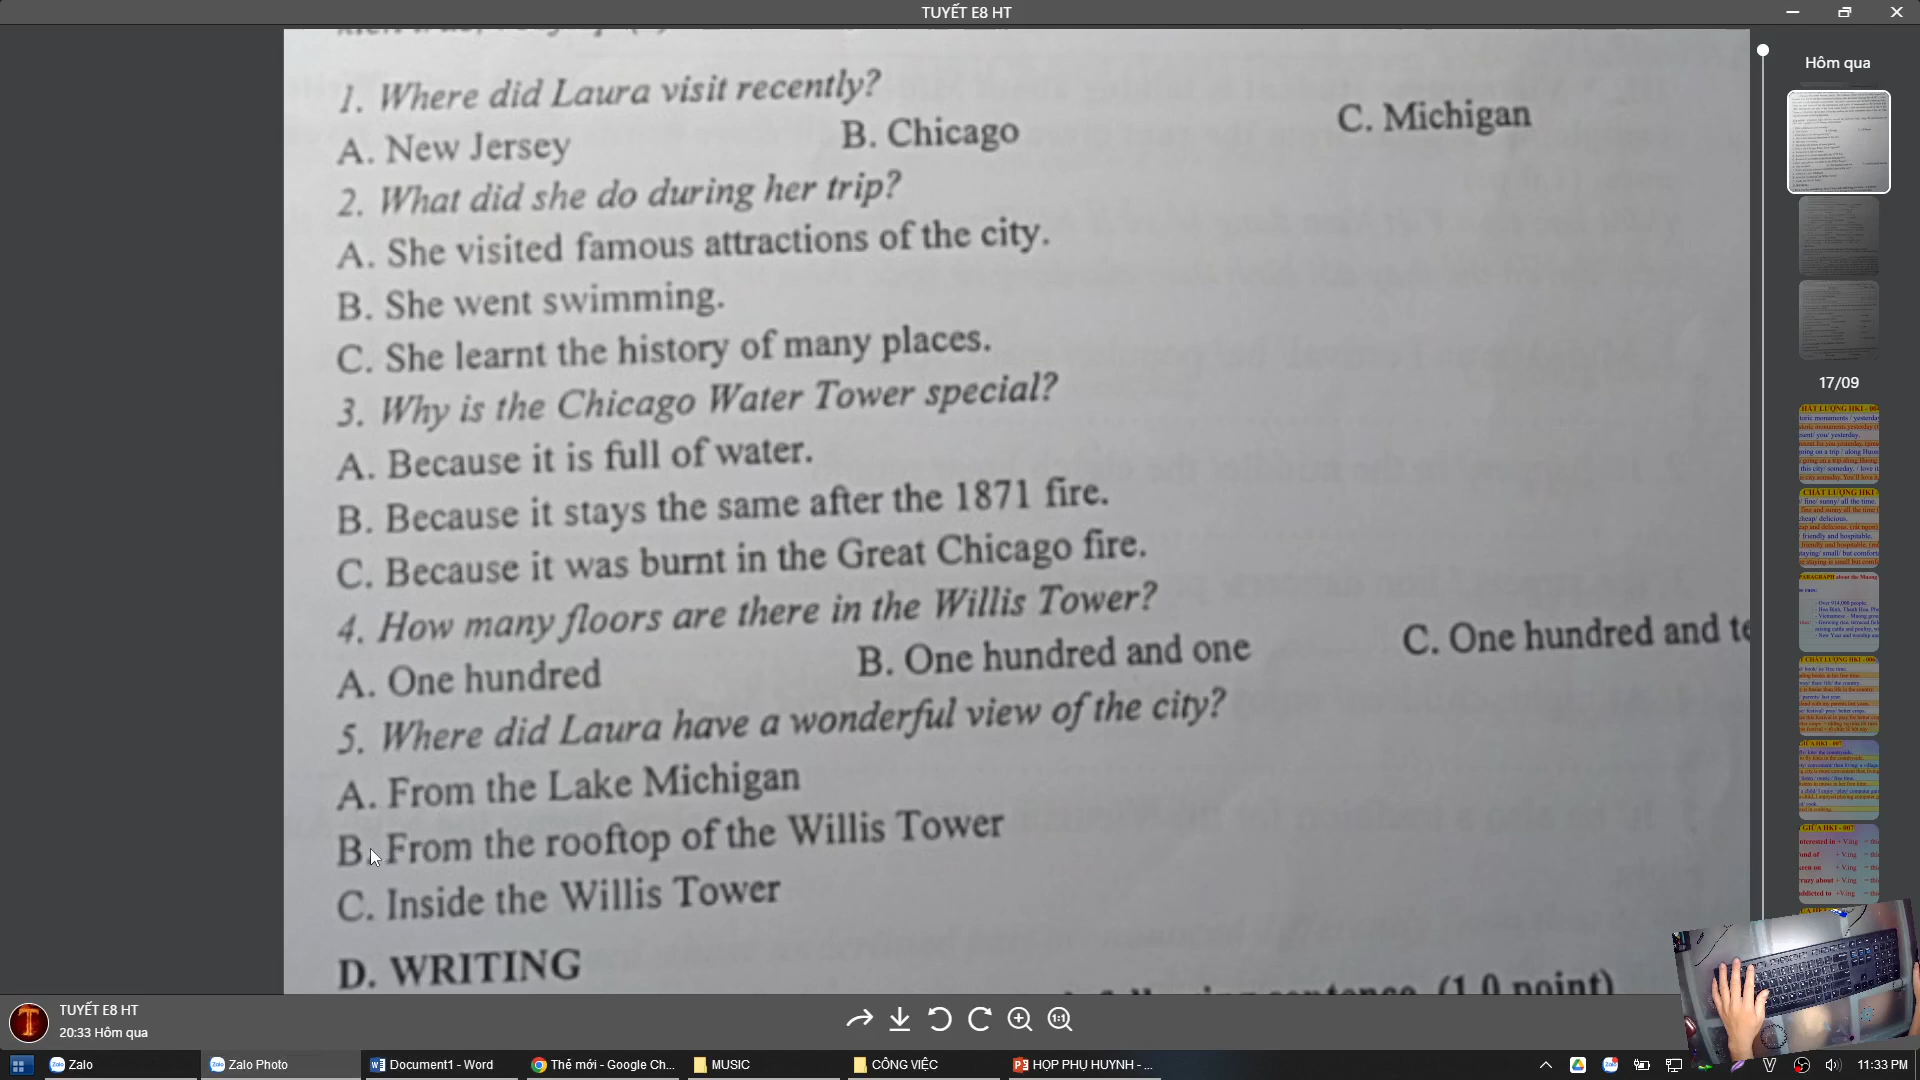 TUYẾT E8 HT
1. Where did Laura visit recently?
A. New Jersey B. Chicago C. Michigan
2. What did she do during her trip?
A. She visited famous attractions of the city.
B. She went swimming.
C. She learnt the history of many places.
3. Why is the Chicago Water Tower special?
A. Because it is full of water.
B. Because it stays the same after the 1871 fire.
C. Because it was burnt in the Great Chicago fire.
4. How many floors are there in the Willis Tower?
A. One hundred B. One hundred and one C. One hundred and te
5. Where did Laura have a wonderful view of the city?
A. From the Lake Michigan
B. From the rooftop of the Willis Tower
C. Inside the Willis Tower
D. WRITING
following sentence. (1.0 point)
Hôm qua
17/09
TUYẾT E8 HT
20:33 Hôm qua
Zalo
Zalo Photo
Document1 - Word
Thẻ mới - Google Ch...
MUSIC
CÔNG VIỆC
HỌP PHỤ HUYNH - ...
11:33 PM